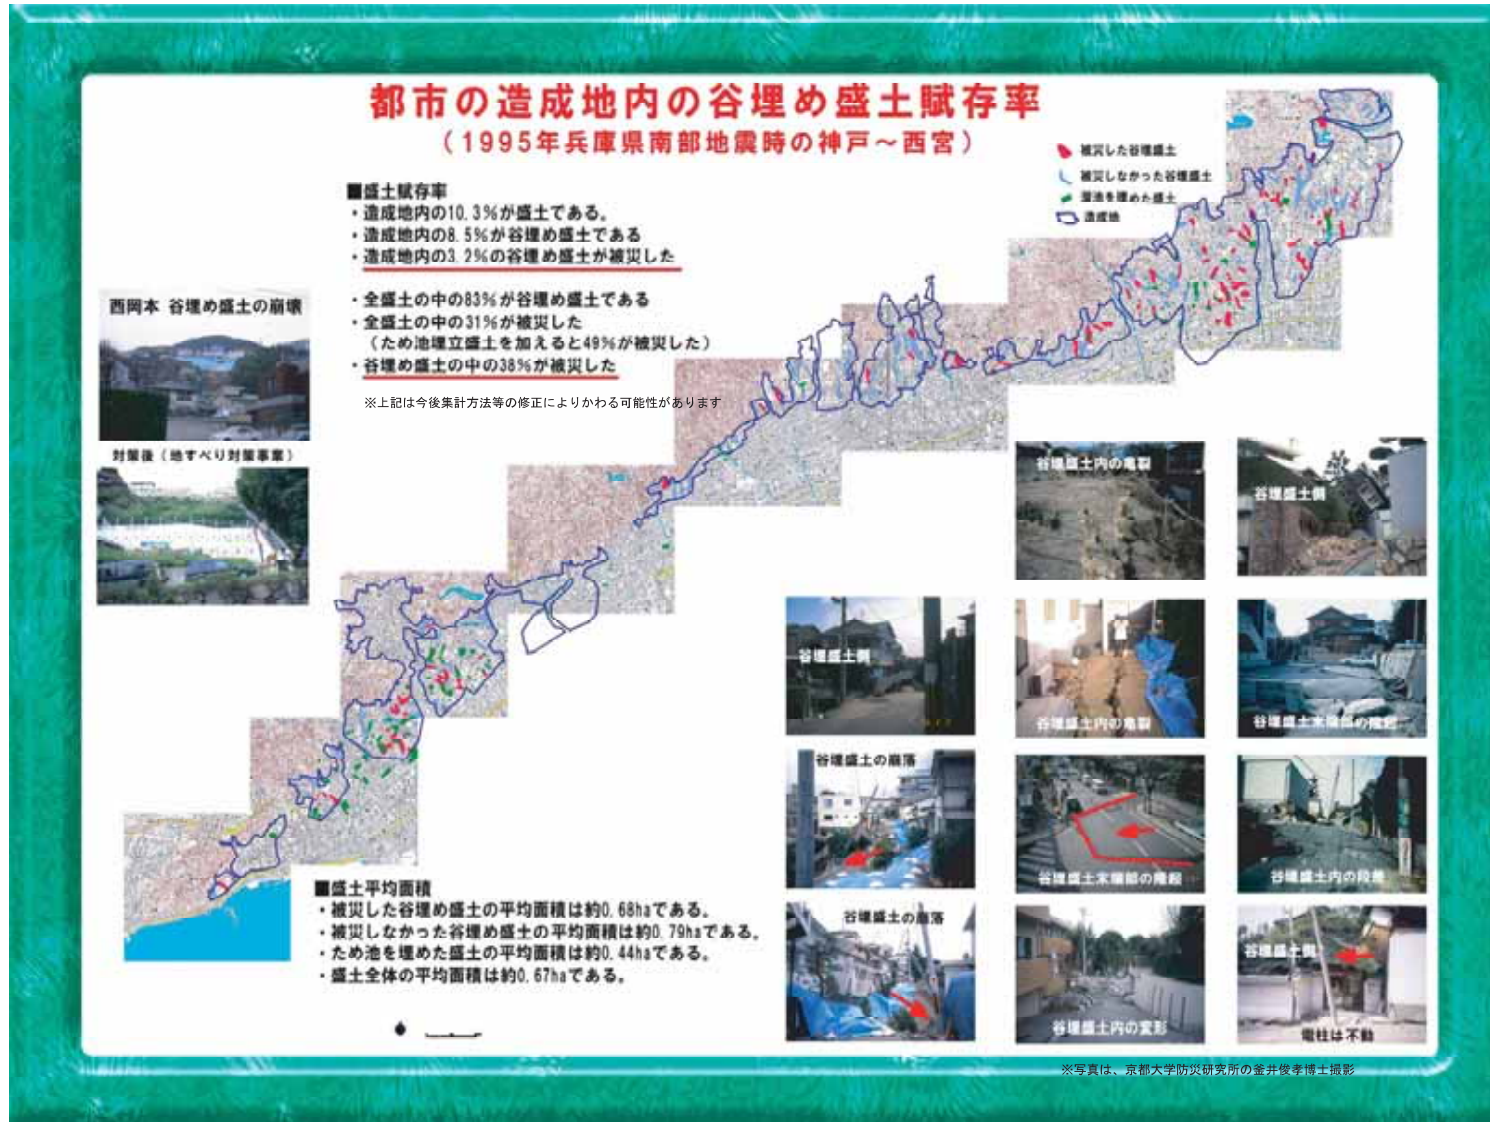 都市の造成地内の谷埋め盛土賦存率
（1995年兵庫県南部地震時の神戸～西宮）
被災した谷埋盛土
被災しなかった谷埋盛土
溜池を埋めた盛土
造成地
■盛土賦存率
・造成地内の10.3%が盛土である。
・造成地内の8.5%が谷埋め盛土である
・造成地内の3.2%の谷埋め盛土が被災した
・全盛土の中の83%が谷埋め盛土である
・全盛土の中の31%が被災した
（ため池埋立盛土を加えると49%が被災した）
・谷埋め盛土の中の38%が被災した
※上記は今後集計方法等の修正によりかわる可能性があります
西岡本 谷埋め盛土の崩壊
対策後（地すべり対策事業）
谷埋盛土内の亀裂
谷埋盛土側
谷埋盛土側
谷埋盛土内の亀裂
谷埋盛土末端部の隆起
谷埋盛土の崩落
谷埋盛土末端部の隆起
谷埋盛土内の段差
谷埋盛土の崩落
谷埋盛土内の変形
谷埋盛土側
電柱は不動
■盛土平均面積
・被災した谷埋め盛土の平均面積は約0.68haである。
・被災しなかった谷埋め盛土の平均面積は約0.79haである。
・ため池を埋めた盛土の平均面積は約0.44haである。
・盛土全体の平均面積は約0.67haである。
※写真は、京都大学防災研究所の釜井俊孝博士撮影